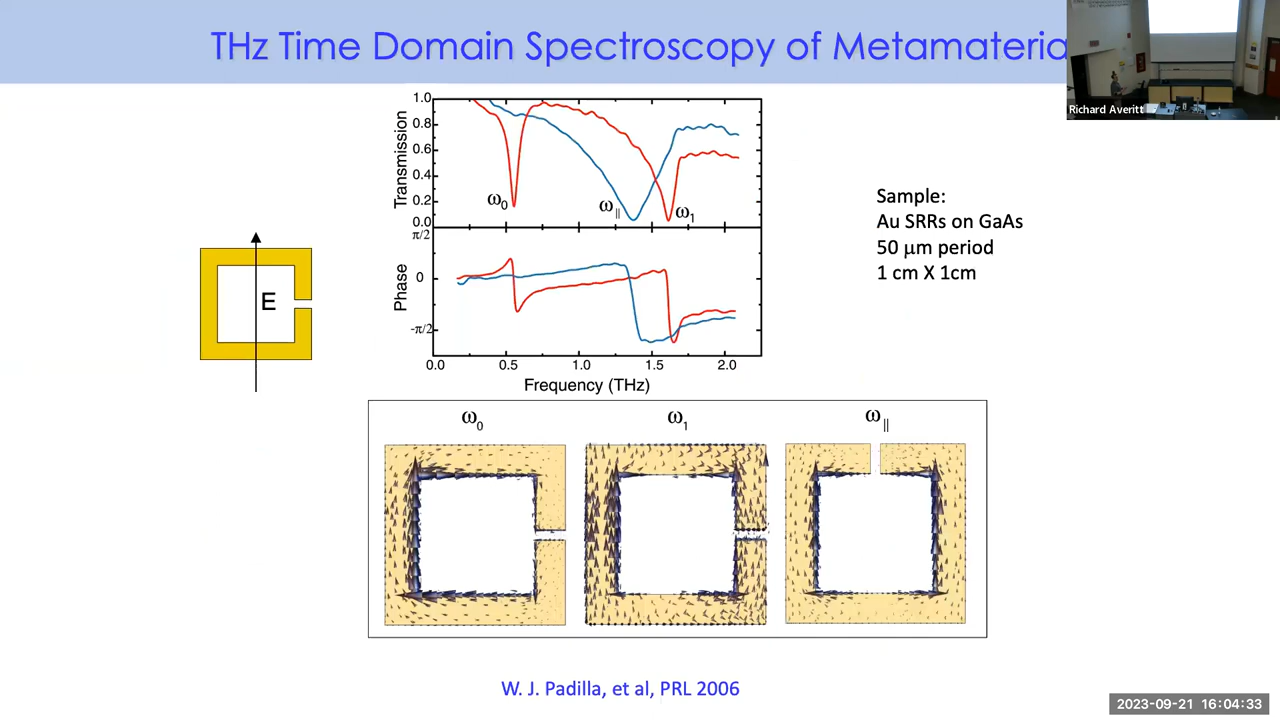 THz Time Domain Spectroscopy of Metamateria
Richard Averitt
1.0
0.8
0.6
0.4
0.2
0.0
Transmission
ω0
ω||
ω1
π/2
0
-π/2
Phase
0.0 0.5 1.0 1.5 2.0
Frequency (THz)
E
Sample:
Au SRRs on GaAs
50 μm period
1 cm X 1cm
ω0 ω1 ω||
W. J. Padilla, et al, PRL 2006
2023-09-21 16:04:33